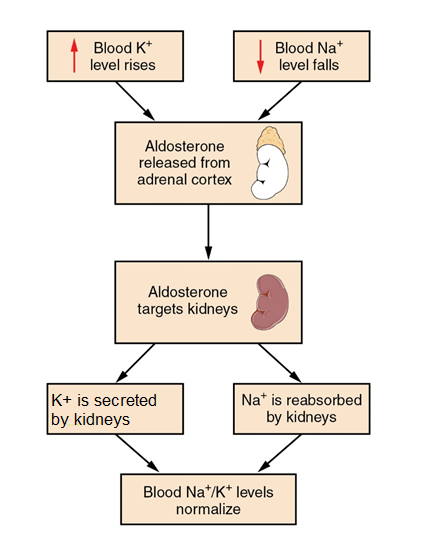 Blood K⁺
level rises
Blood Na⁺
level falls
Aldosterone
released from
adrenal cortex
Aldosterone
targets kidneys
K+ is secreted
by kidneys
Na⁺ is reabsorbed
by kidneys
Blood Na⁺/K⁺ levels
normalize